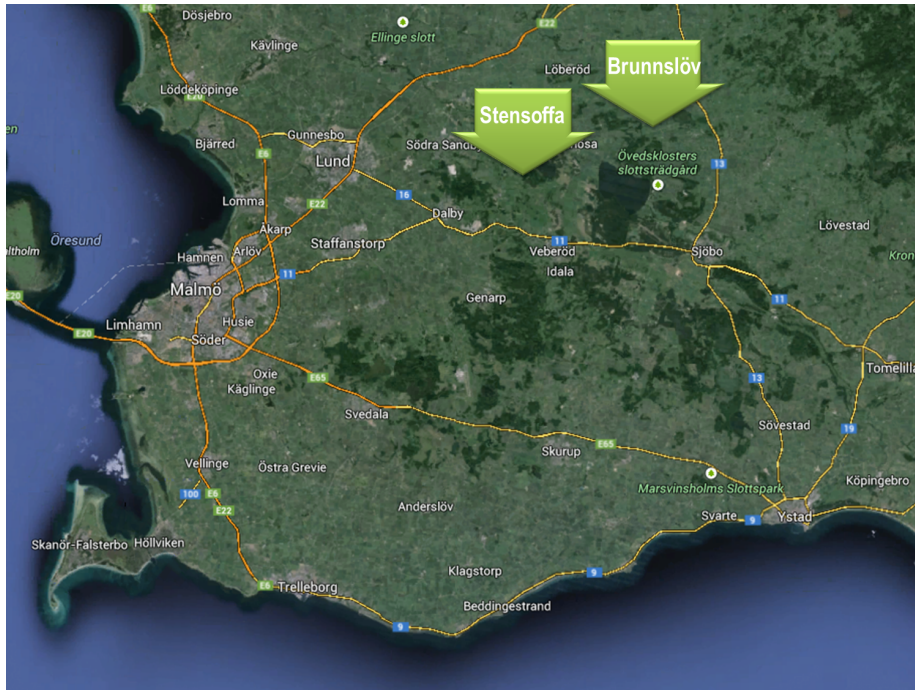 E6
Dösjebro
E22
Ellinge slott
Kävlinge
Brunnslöv
Löberöd
Löddeköpinge
E20
Stensoffa
Gunnesbo
Bjärred
Lund
E6
Södra Sandby
Övedsklosters
slottsträdgård
13
16
Lomma
E22
Dalby
Åkarp
Lövestad
Öresund
Staffanstorp
Arlöv
11
Hamnen
Veberöd
Sjöbo
11
Idala
Malmö
Genarp
E20
11
Husie
Limhamn
E20
Söder
Tomelilla
Oxie
E65
13
Käglinge
Svedala
Sövestad
19
E65
Skurup
Vellinge
Östra Grevie
Marsvinsholms Slottspark
Köpingebro
100
E6
E22
Anderslöv
Svarte
9
Ystad
Skanör-Falsterbo
Höllviken
Klagstorp
9
E6
Trelleborg
Beddingestrand
9